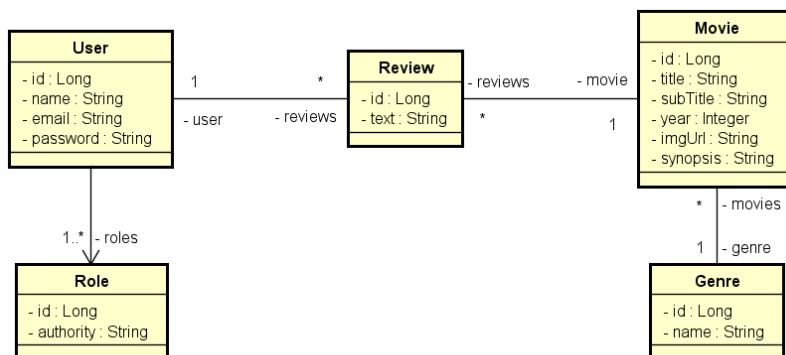 User
- id : Long
- name : String
- email : String
- password : String
1
- user
*
- reviews
Review
- id : Long
- text : String
- reviews
*
- movie
1
Movie
- id : Long
- title : String
- subTitle : String
- year : Integer
- imgUrl : String
- synopsis : String
1..* - roles
* - movies
1 - genre
Role
- id : Long
- authority : String
Genre
- id : Long
- name : String